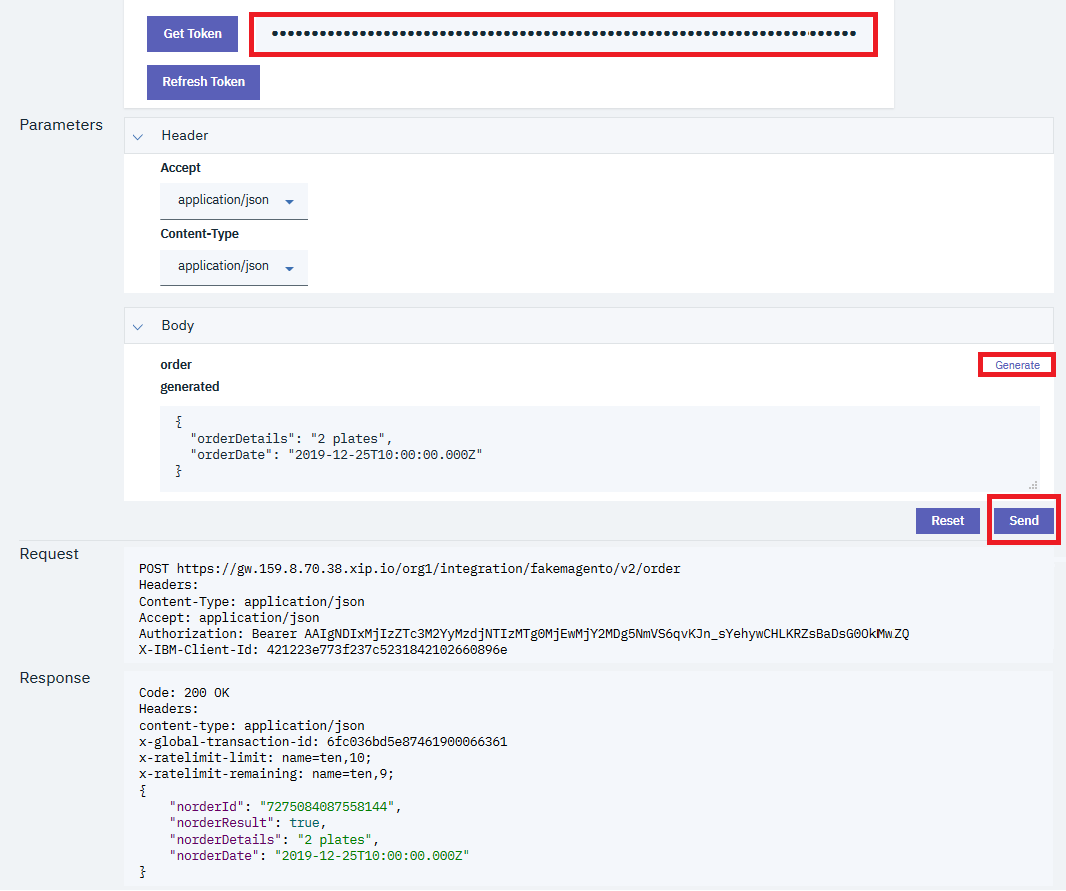 Get Token
Refresh Token
Parameters
Header
Accept
application/json
Content-Type
application/json
Body
order
Generate
generated
{
"orderDetails": "2 plates",
"orderDate": "2019-12-25T10:00:00.000Z"
}
Reset
Send
Request
POST https://gw.159.8.70.38.xip.io/org1/integration/fakemagento/v2/order
Headers:
Content-Type: application/json
Accept: application/json
Authorization: Bearer
X-IBM-Client-Id: 421223e773f237c5231842102660896e
Response
Code: 200 OK
Headers:
content-type: application/json
x-global-transaction-id: 6fc036bd5e87461900066361
x-ratelimit-limit: name=ten,10;
x-ratelimit-remaining: name=ten,9;
{
"norderId": "7275084087558144",
"norderResult": true,
"norderDetails": "2 plates",
"norderDate": "2019-12-25T10:00:00.000Z"
}